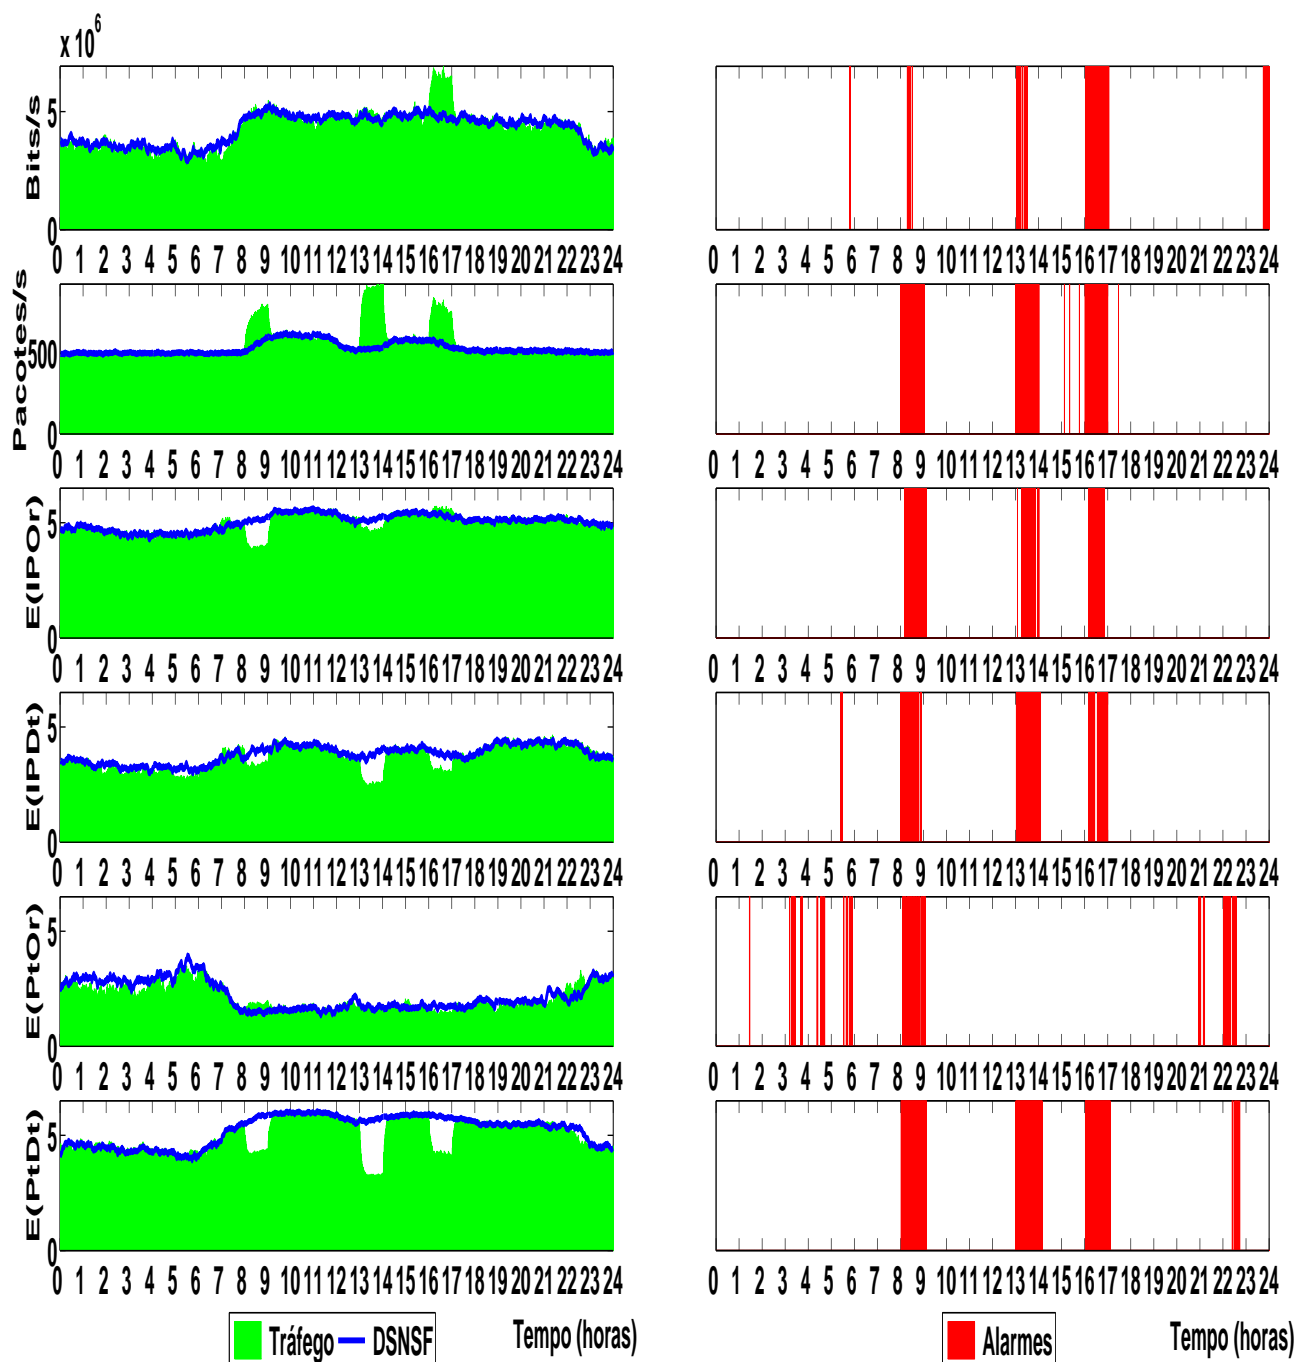 x 10^6
Bits/s
5
0
0 1 2 3 4 5 6 7 8 9 10 11 12 13 14 15 16 17 18 19 20 21 22 23 24
0 1 2 3 4 5 6 7 8 9 10 11 12 13 14 15 16 17 18 19 20 21 22 23 24
Pacotes/s
500
0
0 1 2 3 4 5 6 7 8 9 10 11 12 13 14 15 16 17 18 19 20 21 22 23 24
0 1 2 3 4 5 6 7 8 9 10 11 12 13 14 15 16 17 18 19 20 21 22 23 24
E(IPOr)
5
0
0 1 2 3 4 5 6 7 8 9 10 11 12 13 14 15 16 17 18 19 20 21 22 23 24
0 1 2 3 4 5 6 7 8 9 10 11 12 13 14 15 16 17 18 19 20 21 22 23 24
E(IPDt)
5
0
0 1 2 3 4 5 6 7 8 9 10 11 12 13 14 15 16 17 18 19 20 21 22 23 24
0 1 2 3 4 5 6 7 8 9 10 11 12 13 14 15 16 17 18 19 20 21 22 23 24
E(PtOr)
5
0
0 1 2 3 4 5 6 7 8 9 10 11 12 13 14 15 16 17 18 19 20 21 22 23 24
0 1 2 3 4 5 6 7 8 9 10 11 12 13 14 15 16 17 18 19 20 21 22 23 24
E(PtDt)
5
0
0 1 2 3 4 5 6 7 8 9 10 11 12 13 14 15 16 17 18 19 20 21 22 23 24
0 1 2 3 4 5 6 7 8 9 10 11 12 13 14 15 16 17 18 19 20 21 22 23 24
Tráfego DSNSF
Tempo (horas)
Alarmes
Tempo (horas)